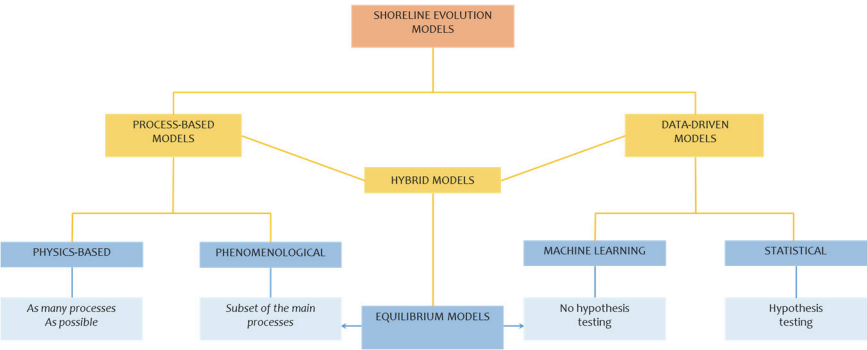 SHORELINE EVOLUTION
MODELS
PROCESS-BASED
MODELS
DATA-DRIVEN
MODELS
HYBRID MODELS
PHYSICS-BASED
PHENOMENOLOGICAL
MACHINE LEARNING
STATISTICAL
As many processes
As possible
Subset of the main
processes
EQUILIBRIUM MODELS
No hypothesis
testing
Hypothesis
testing